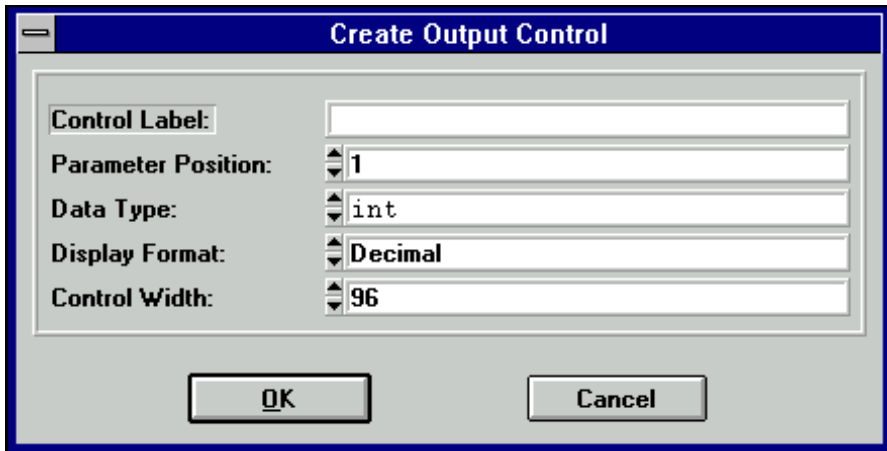 Create Output Control
Control Label:
Parameter Position: 1
Data Type: int
Display Format: Decimal
Control Width: 96
OK Cancel